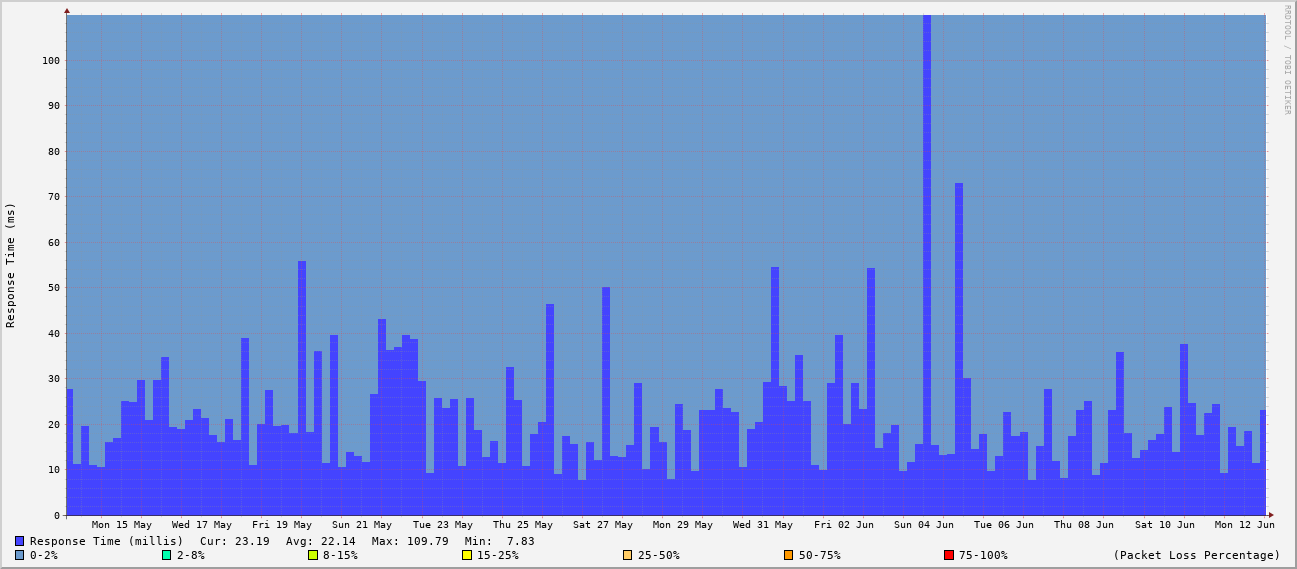 RRDTOOL / TOBI OETIKER
Response Time (ms)
100
90
80
70
60
50
40
30
20
10
0
Mon 15 May Wed 17 May Fri 19 May Sun 21 May Tue 23 May Thu 25 May Sat 27 May Mon 29 May Wed 31 May Fri 02 Jun Sun 04 Jun Tue 06 Jun Thu 08 Jun Sat 10 Jun Mon 12 Jun
Response Time (millis) Cur: 23.19 Avg: 22.14 Max: 109.79 Min: 7.83
0-2% 2-8% 8-15% 15-25% 25-50% 50-75% 75-100% (Packet Loss Percentage)